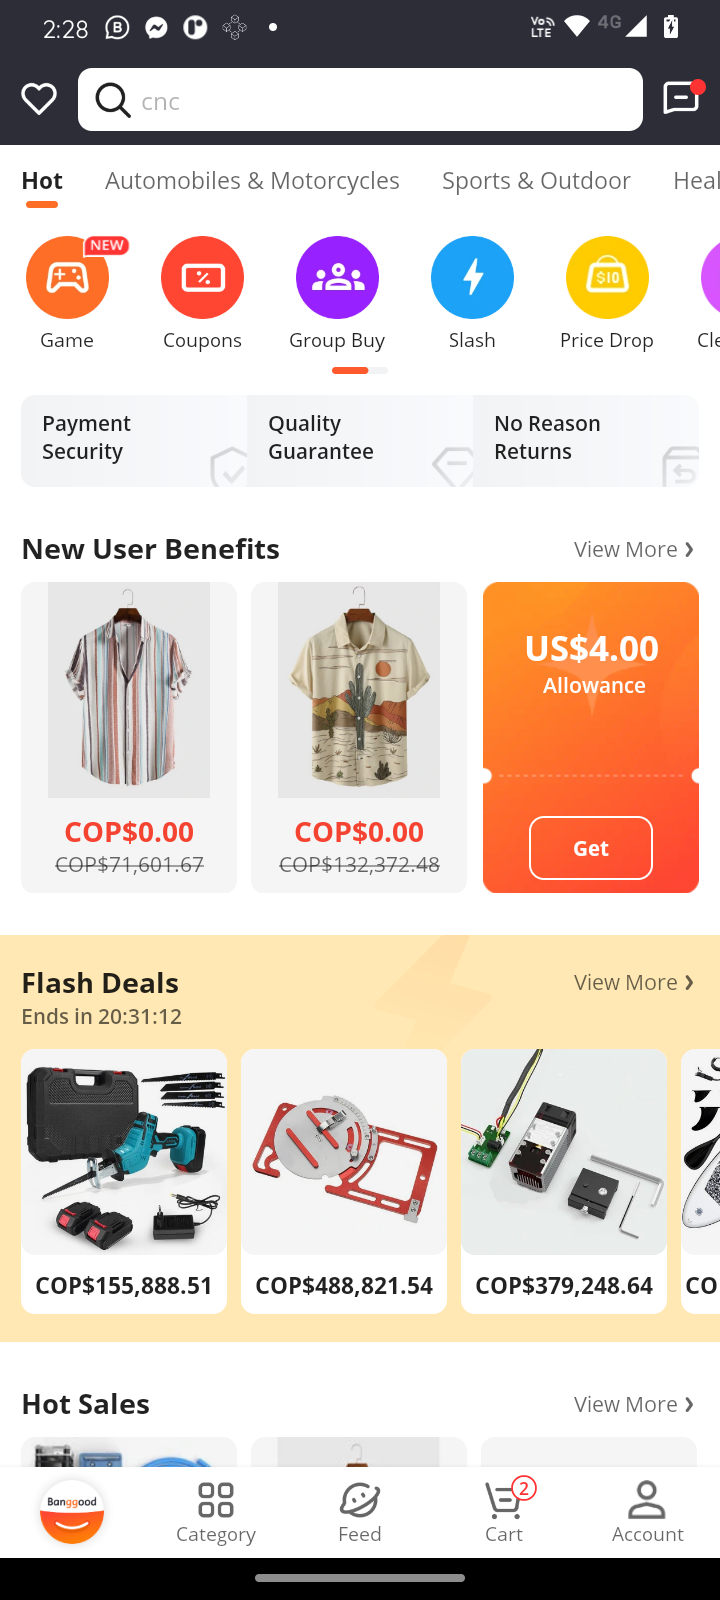 2:28
Vo LTE
4G
cnc
Hot
Automobiles & Motorcycles
Sports & Outdoor
Heal
NEW
$10
Game
Coupons
Group Buy
Slash
Price Drop
Cle
Payment
Security
Quality
Guarantee
No Reason
Returns
New User Benefits
View More
US$4.00
Allowance
COP$0.00
COP$71,601.67
COP$0.00
COP$132,372.48
Get
Flash Deals
View More
Ends in 20:31:12
COP$155,888.51
COP$488,821.54
COP$379,248.64
CO
Hot Sales
View More
Banggood
Category
Feed
2
Cart
Account